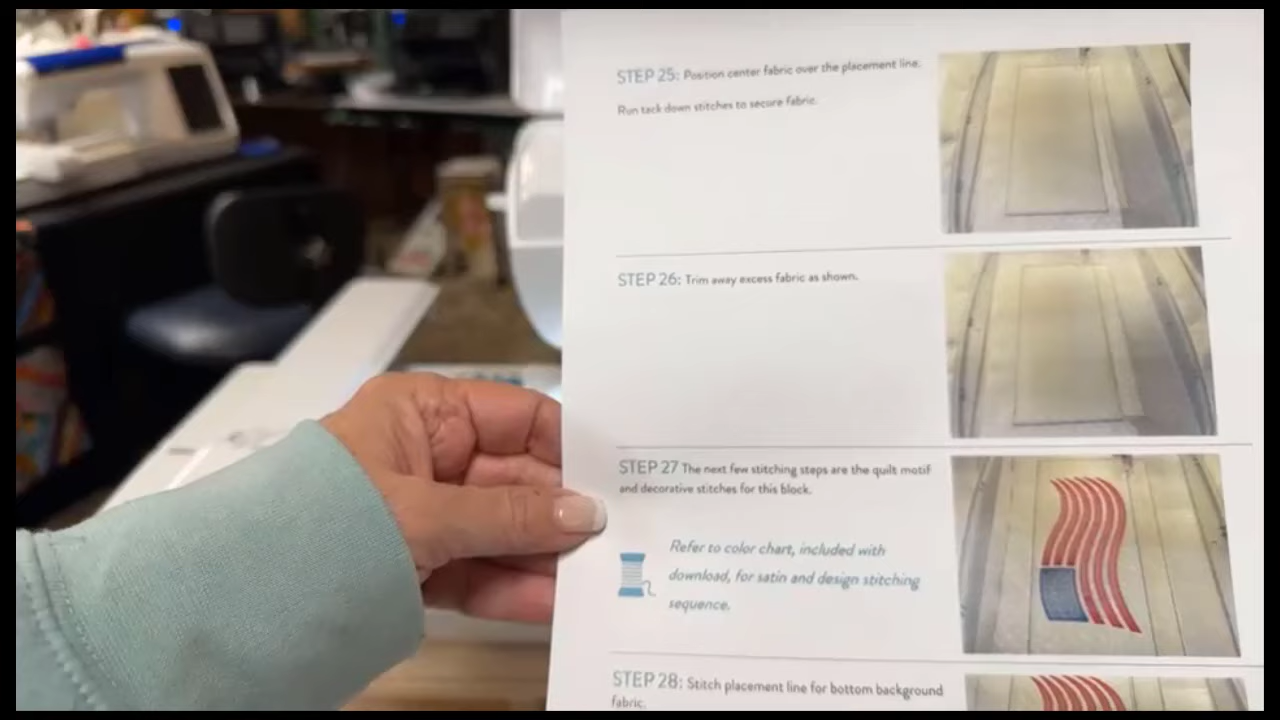 STEP 25: Position center fabric over the placement line.
Run tack down stitches to secure fabric.
STEP 26: Trim away excess fabric as shown.
STEP 27 The next few stitching steps are the quilt motif
and decorative stitches for this block.
Refer to color chart, included with
download, for satin and design stitching
sequence.
STEP 28: Stitch placement line for bottom background
fabric.